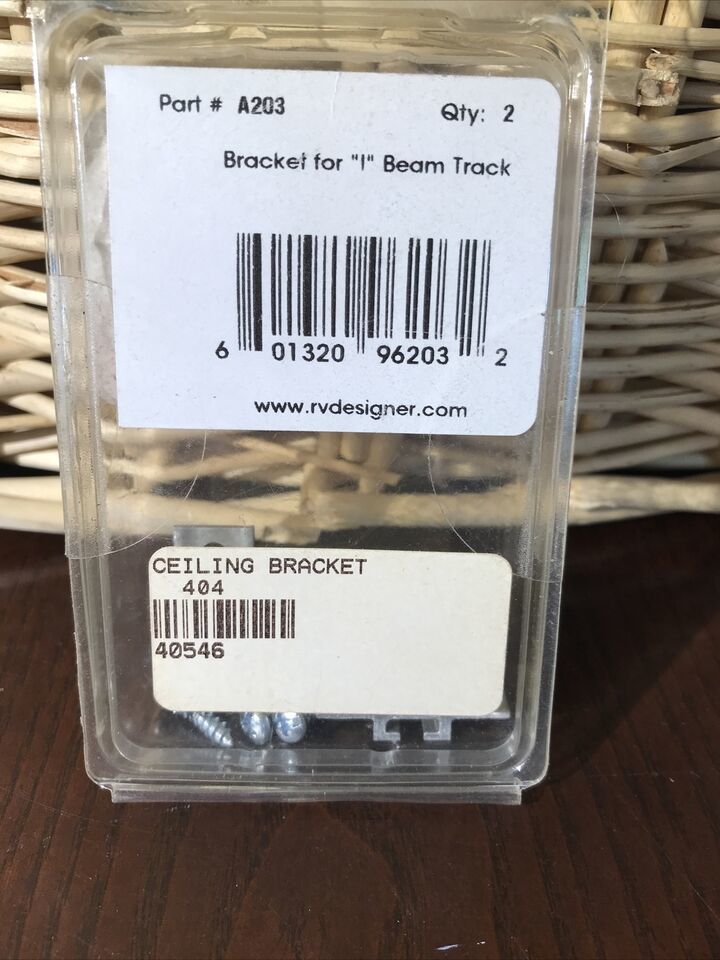 Part # A203 Qty: 2
Bracket for "I" Beam Track
6 01320 96203 2
www.rvdesigner.com
CEILING BRACKET
404
40546